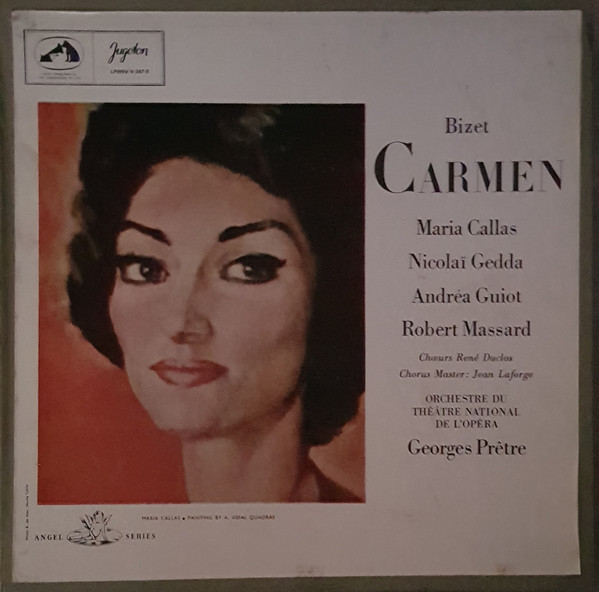 Jugoton
Bizet
CARMEN
Maria Callas
Nicolaï Gedda
Andréa Guiot
Robert Massard
Chœurs René Duclos
Chorus Master: Jean Laforge
ORCHESTRE DU
THÉÂTRE NATIONAL
DE L'OPÉRA
Georges Prêtre
MARIA CALLAS • PAINTING BY A. VIDAL QUADRAS
ANGEL SERIES